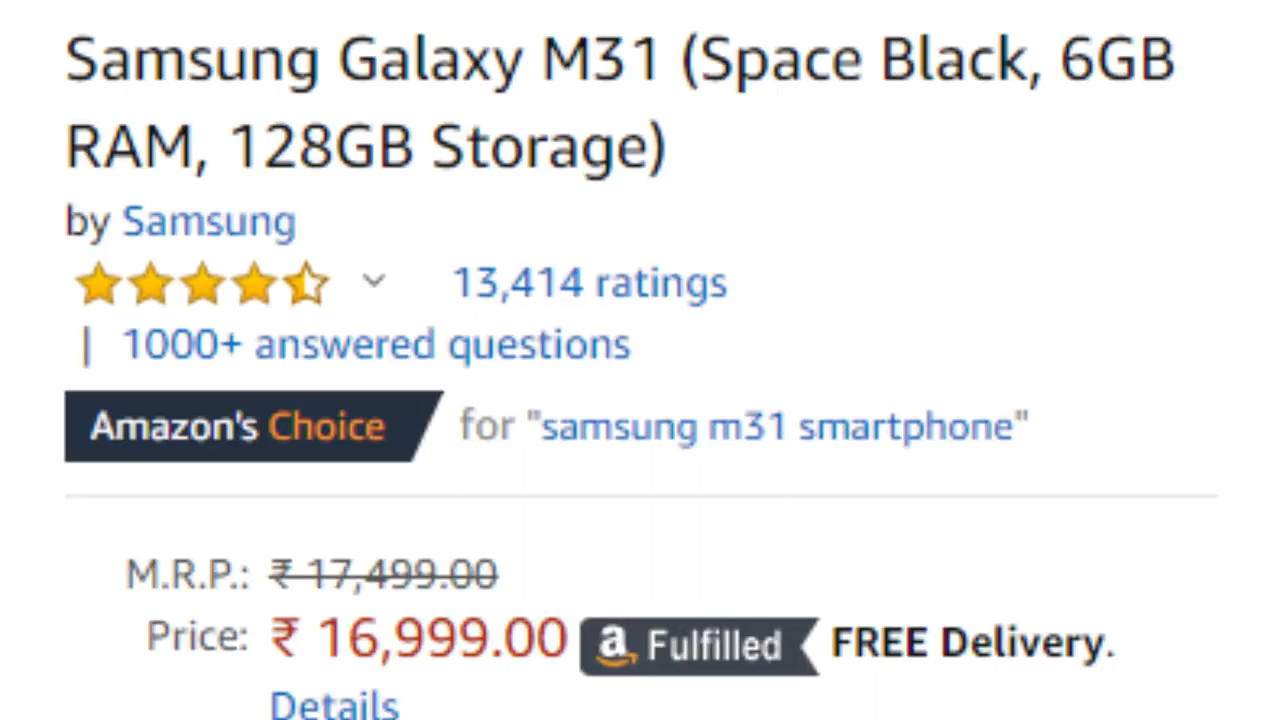 Samsung Galaxy M31 (Space Black, 6GB
RAM, 128GB Storage)
by Samsung
13,414 ratings
| 1000+ answered questions
Amazon's Choice for "samsung m31 smartphone"
M.R.P.: ₹ 17,499.00
Price: ₹ 16,999.00 a Fulfilled FREE Delivery.
Details